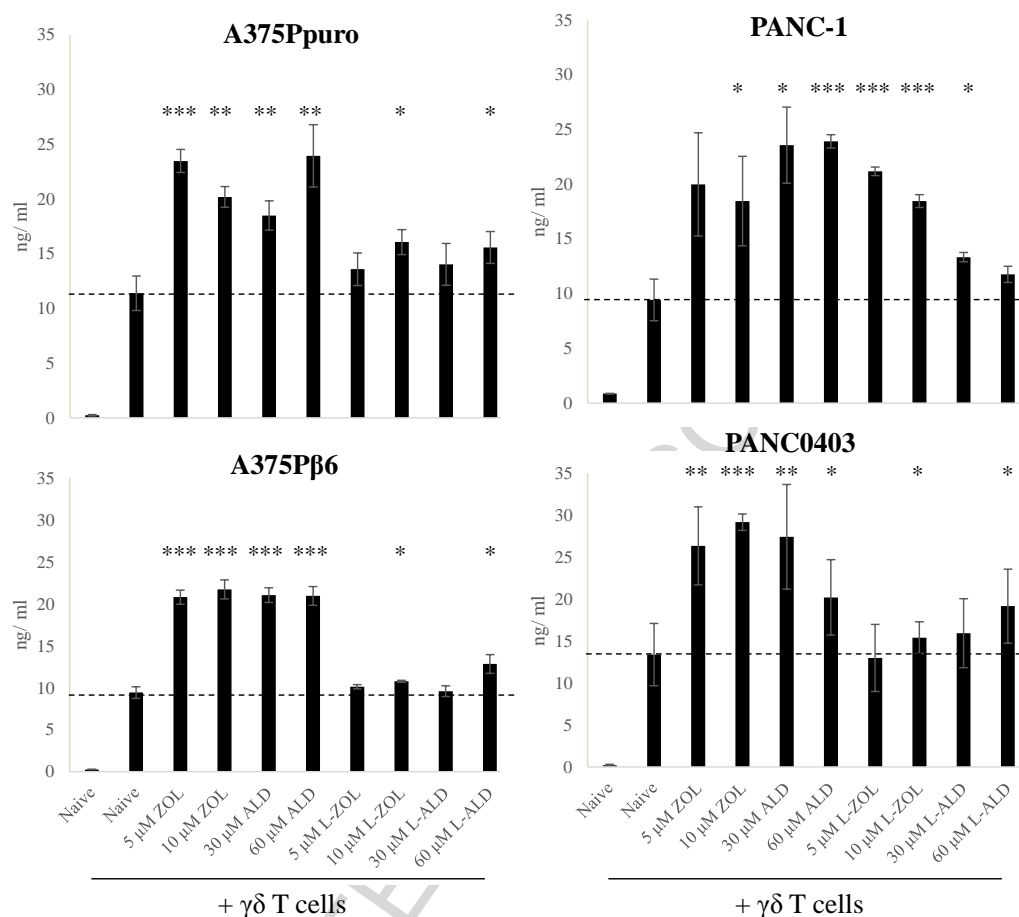 A375Ppuro
35
30
25
20
15
10
5
0
ng/ ml
*** ** ** ** * *
PANC-1
35
30
25
20
15
10
5
0
ng/ ml
* * *** *** *** *
A375Pβ6
35
30
25
20
15
10
5
0
ng/ ml
*** *** *** *** * *
Naive
Naive
5 μM ZOL
10 μM ZOL
30 μM ALD
60 μM ALD
5 μM L-ZOL
10 μM L-ZOL
30 μM L-ALD
60 μM L-ALD
+ γδ T cells
PANC0403
35
30
25
20
15
10
5
0
ng/ ml
** *** ** * * *
Naive
Naive
5 μM ZOL
10 μM ZOL
30 μM ALD
60 μM ALD
5 μM L-ZOL
10 μM L-ZOL
30 μM L-ALD
60 μM L-ALD
+ γδ T cells